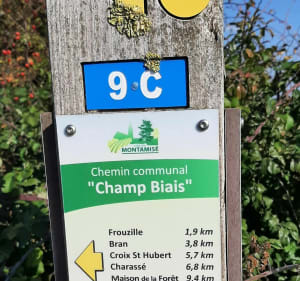 9 C
MONTAMISÉ
Chemin communal
"Champ Biais"
Frouzille 1,9 km
Bran 3,8 km
Croix St Hubert 5,7 km
Charassé 6,8 km
Maison de la Forêt 9,4 km